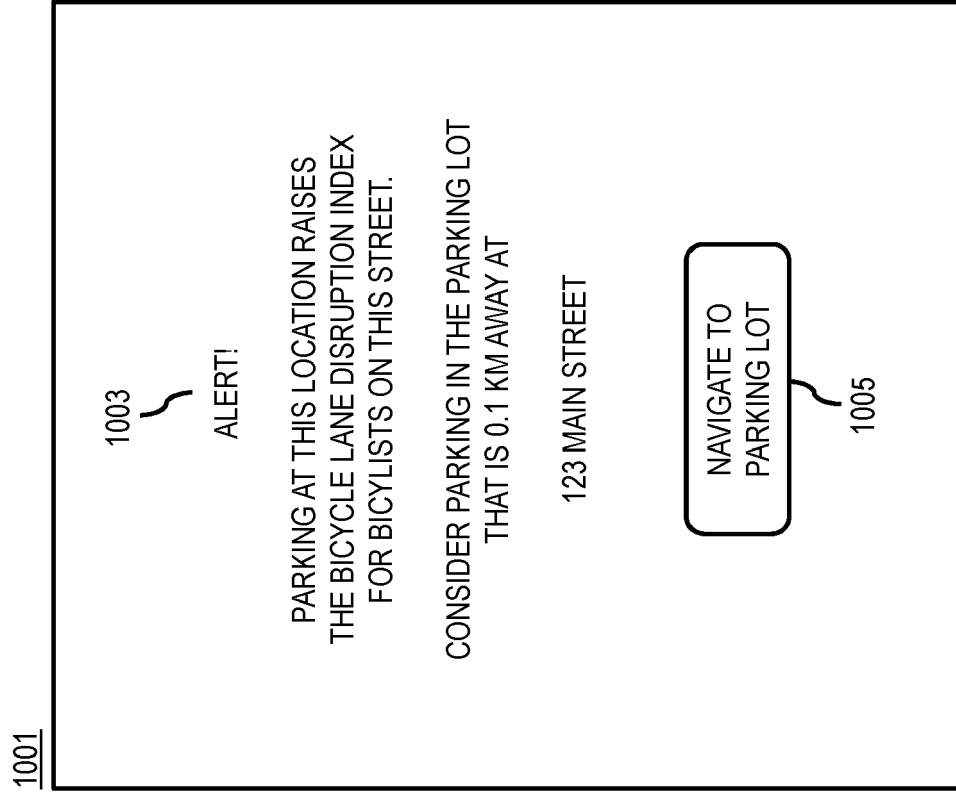 1001
1003
ALERT!
PARKING AT THIS LOCATION RAISES
THE BICYCLE LANE DISRUPTION INDEX
FOR BICYLISTS ON THIS STREET.
CONSIDER PARKING IN THE PARKING LOT
THAT IS 0.1 KM AWAY AT
123 MAIN STREET
NAVIGATE TO
PARKING LOT
1005